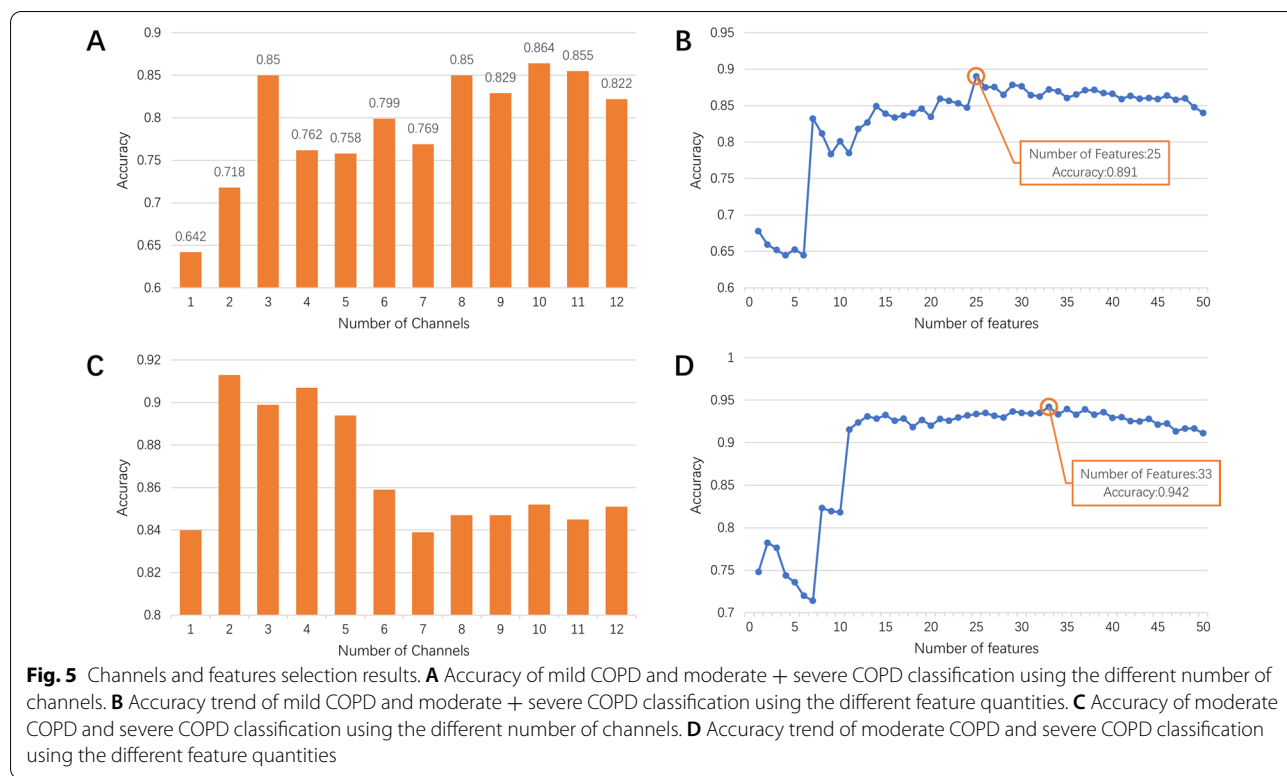 A
0.9
0.85
0.8
0.75
0.7
0.65
0.6
Accuracy
0.642
0.718
0.85
0.762
0.758
0.799
0.769
0.85
0.829
0.864
0.855
0.822
1 2 3 4 5 6 7 8 9 10 11 12
Number of Channels
B
0.95
0.9
0.85
0.8
0.75
0.7
0.65
0.6
Accuracy
Number of Features:25
Accuracy:0.891
0 5 10 15 20 25 30 35 40 45 50
Number of features
C
0.92
0.9
0.88
0.86
0.84
0.82
0.8
Accuracy
1 2 3 4 5 6 7 8 9 10 11 12
Number of Channels
D
1
0.95
0.9
0.85
0.8
0.75
0.7
Accuracy
Number of Features:33
Accuracy:0.942
0 5 10 15 20 25 30 35 40 45 50
Number of features
Fig. 5 Channels and features selection results. A Accuracy of mild COPD and moderate + severe COPD classification using the different number of
channels. B Accuracy trend of mild COPD and moderate + severe COPD classification using the different feature quantities. C Accuracy of moderate
COPD and severe COPD classification using the different number of channels. D Accuracy trend of moderate COPD and severe COPD classification
using the different feature quantities